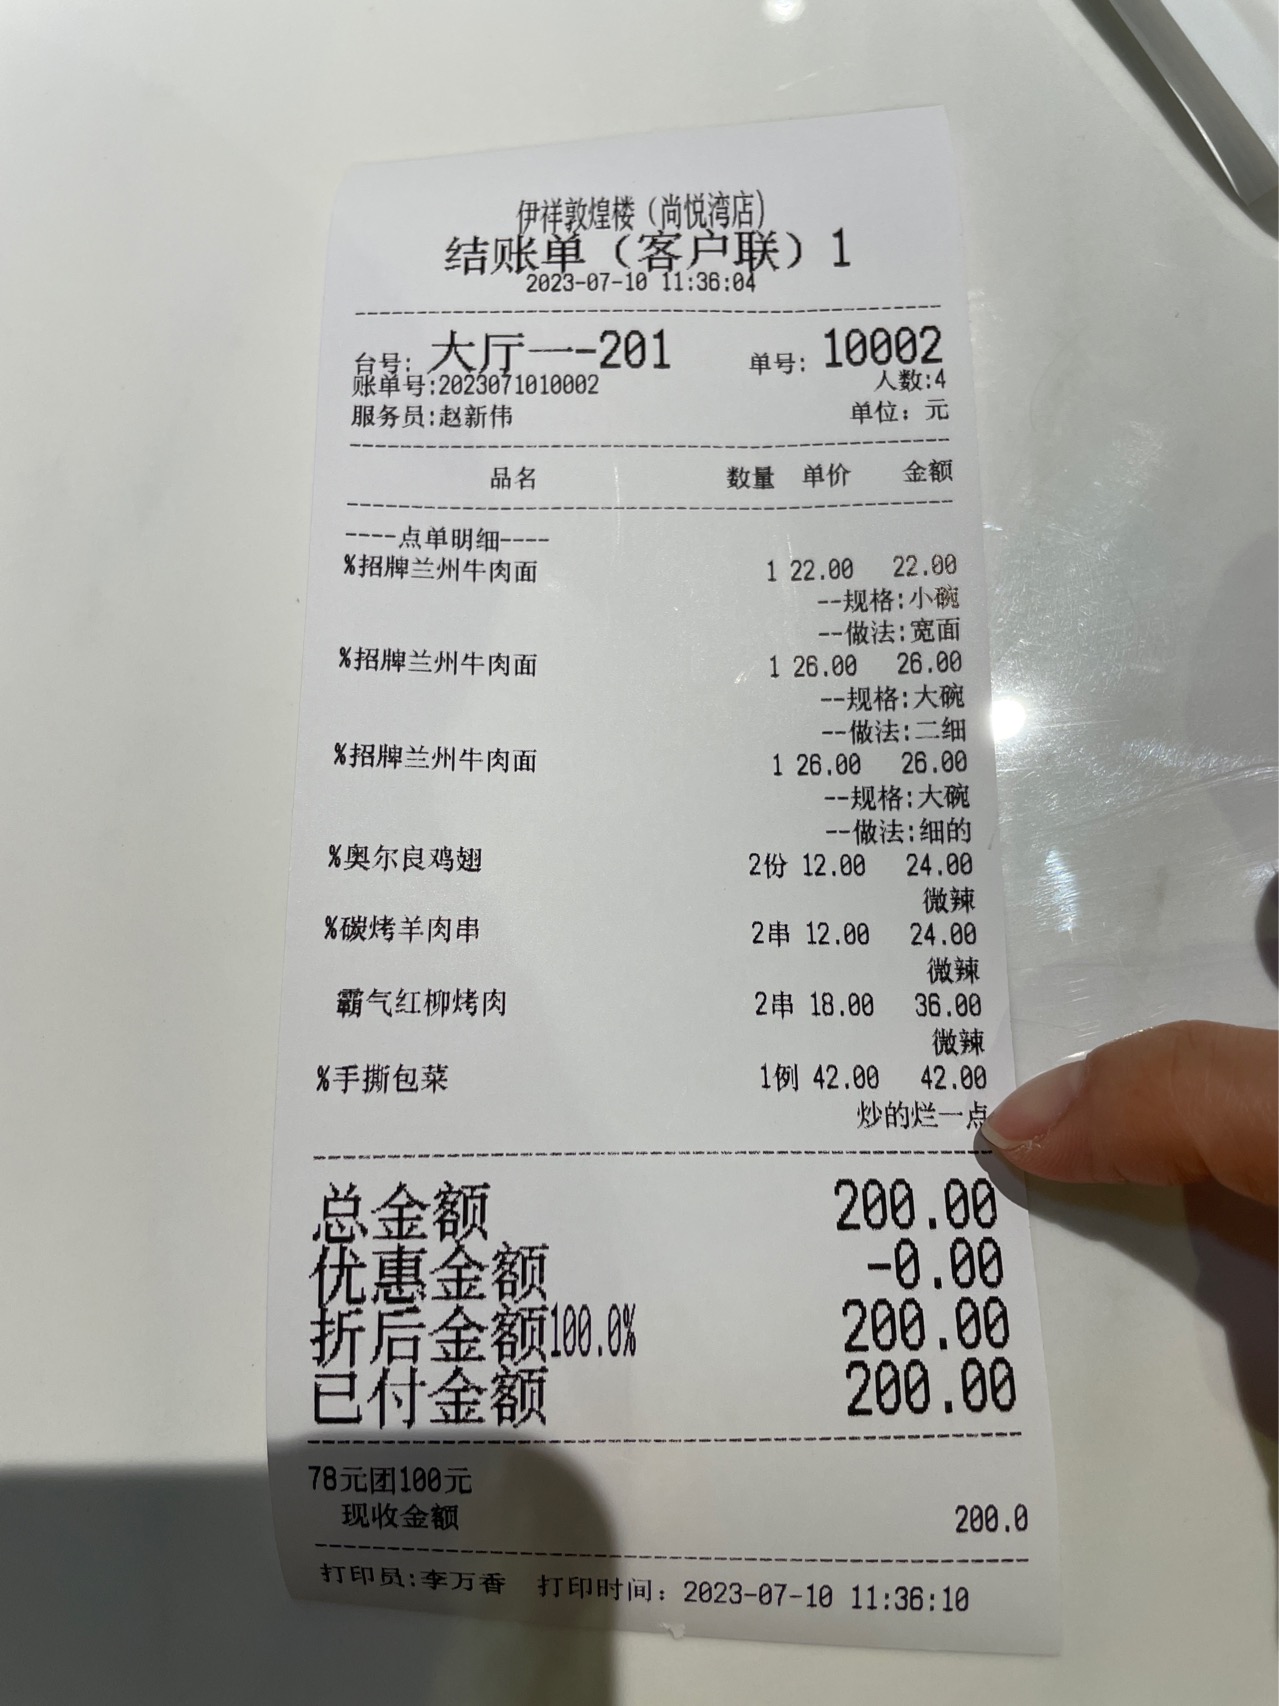 伊祥敦煌楼（尚悦湾店）
结账单（客户联）1
2023-07-10 11:36:04
台号: 大厅一-201 单号: 10002
账单号:2023071010002 人数:4
服务员:赵新伟 单位: 元
品名 数量 单价 金额
----点单明细----
%招牌兰州牛肉面 1 22.00 22.00
--规格:小碗
--做法:宽面
%招牌兰州牛肉面 1 26.00 26.00
--规格:大碗
--做法:二细
%招牌兰州牛肉面 1 26.00 26.00
--规格:大碗
--做法:细的
%奥尔良鸡翅 2份 12.00 24.00
微辣
%碳烤羊肉串 2串 12.00 24.00
微辣
霸气红柳烤肉 2串 18.00 36.00
微辣
%手撕包菜 1例 42.00 42.00
炒的烂一点
总金额 200.00
优惠金额 -0.00
折后金额100.0% 200.00
已付金额 200.00
78元团100元
现收金额 200.0
打印员:李万香 打印时间: 2023-07-10 11:36:10